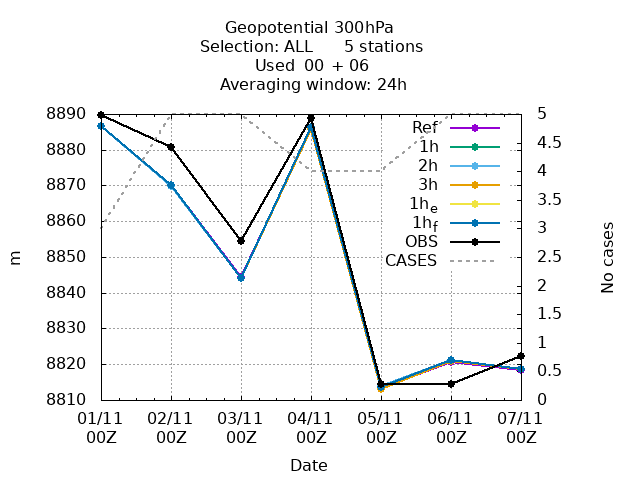 Geopotential 300hPa
Selection: ALL      5 stations
Used  00 + 06
Averaging window: 24h
8890
8880
8870
8860
8850
8840
8830
8820
8810
m
5
4.5
4
3.5
3
2.5
2
1.5
1
0.5
0
No cases
Ref
1h
2h
3h
1he
1hf
OBS
CASES
01/11 02/11 03/11 04/11 05/11 06/11 07/11
00Z 00Z 00Z 00Z 00Z 00Z 00Z
Date